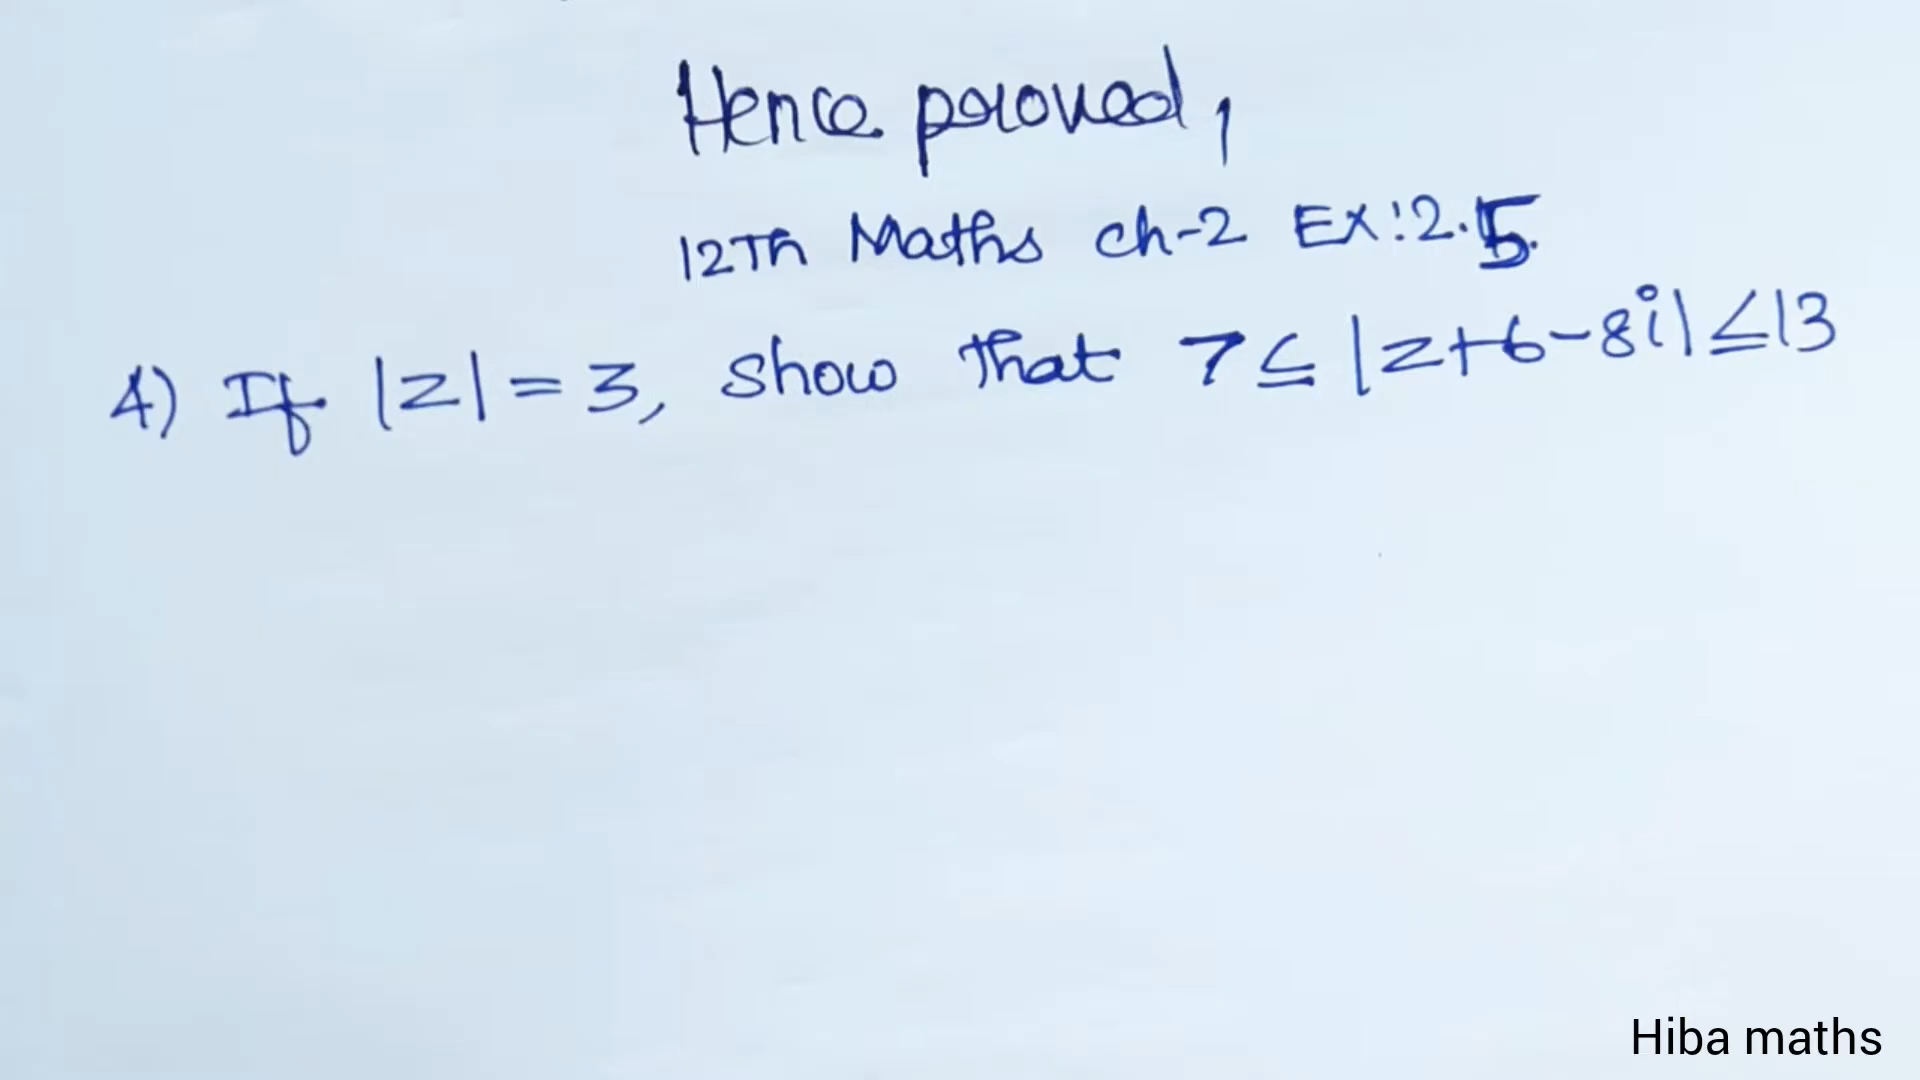 Hence proved,
12Th Maths ch-2 Ex:2.5.
4) If |z| = 3, show that 7 ≤ |z+6-8i| ≤ 13
Hiba maths